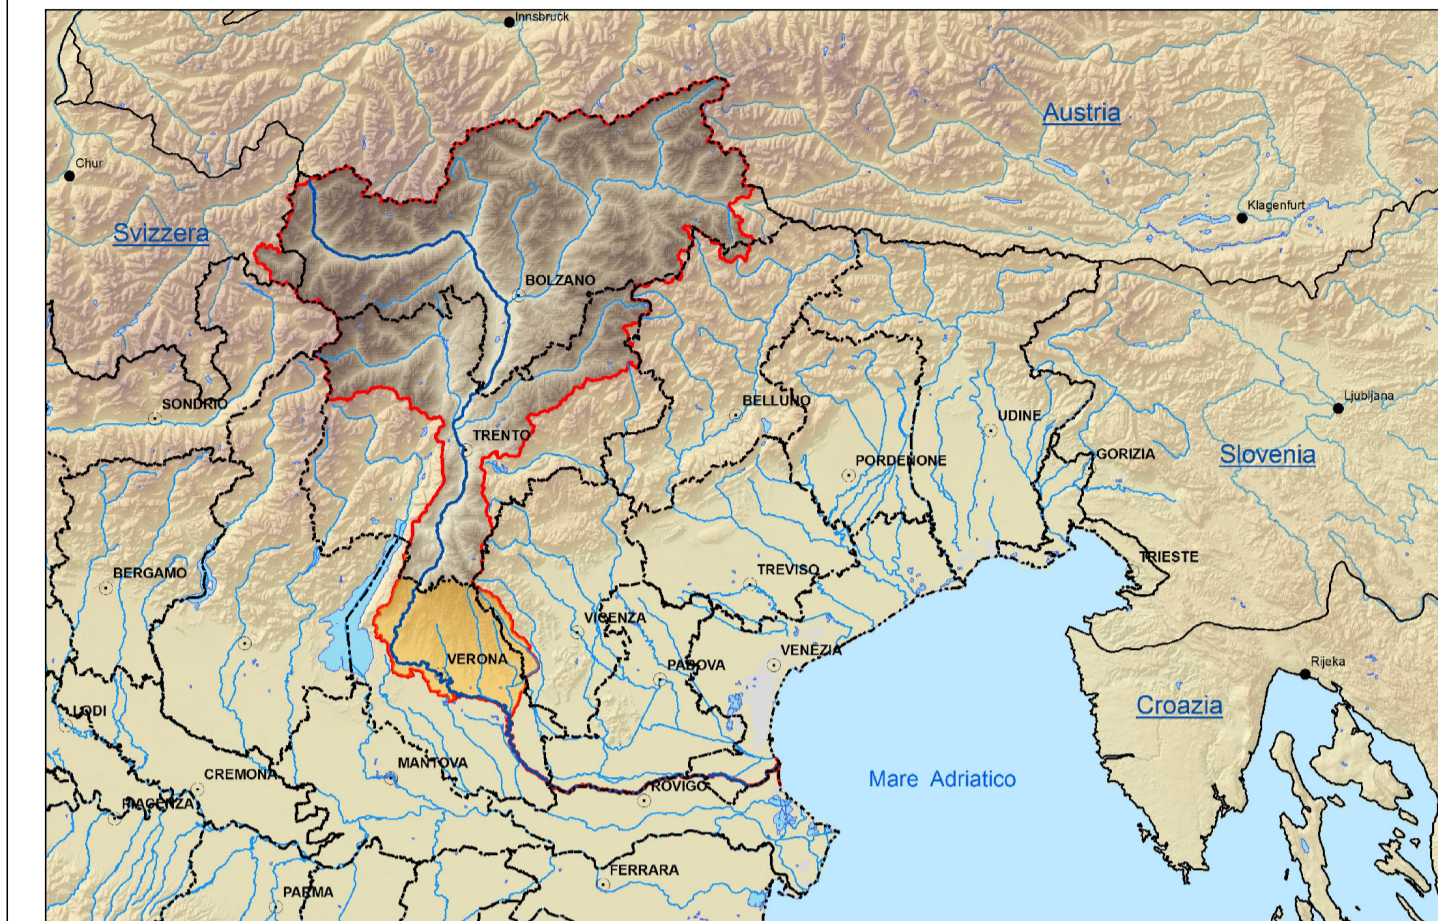 Innsbruck
Austria
Chur
Klagenfurt
Svizzera
BOLZANO
SONDRIO
BELLUNO
Ljubljana
UDINE
TRENTO
GORIZIA
Slovenia
PORDENONE
TRIESTE
BERGAMO
TREVISO
VICENZA
VENEZIA
VERONA
PADOVA
Rijeka
LODI
Croazia
MANTOVA
CREMONA
Mare Adriatico
ROVIGO
PIACENZA
FERRARA
PARMA